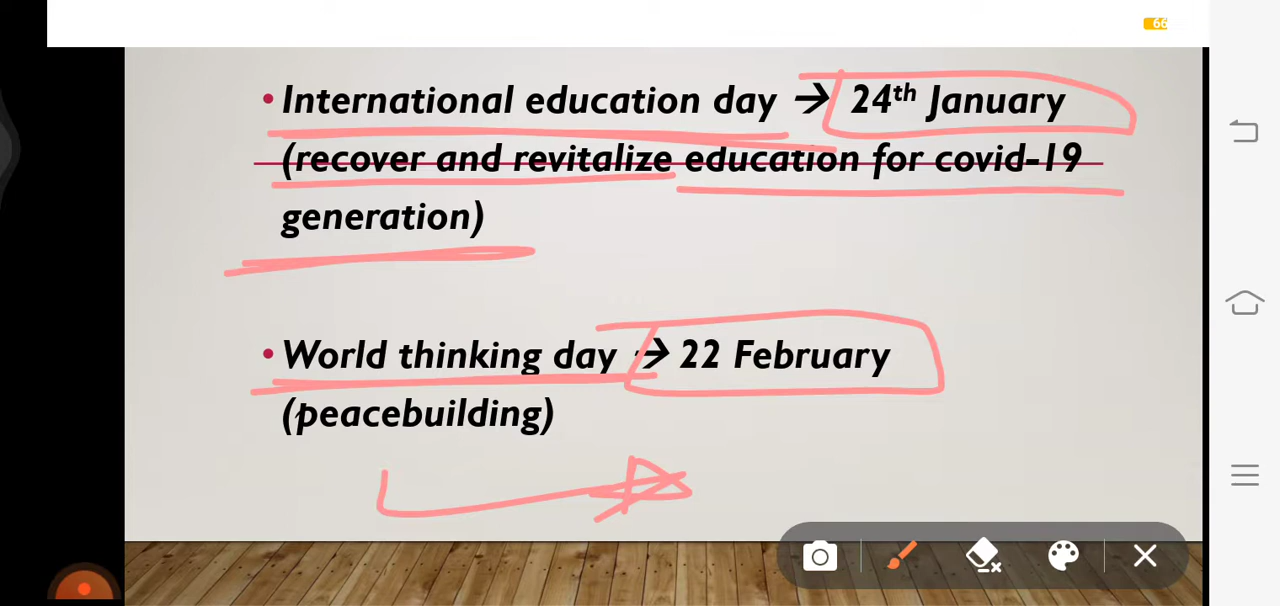 66
• International education day → 24th January
(recover and revitalize education for covid-19
generation)
• World thinking day → 22 February
(peacebuilding)